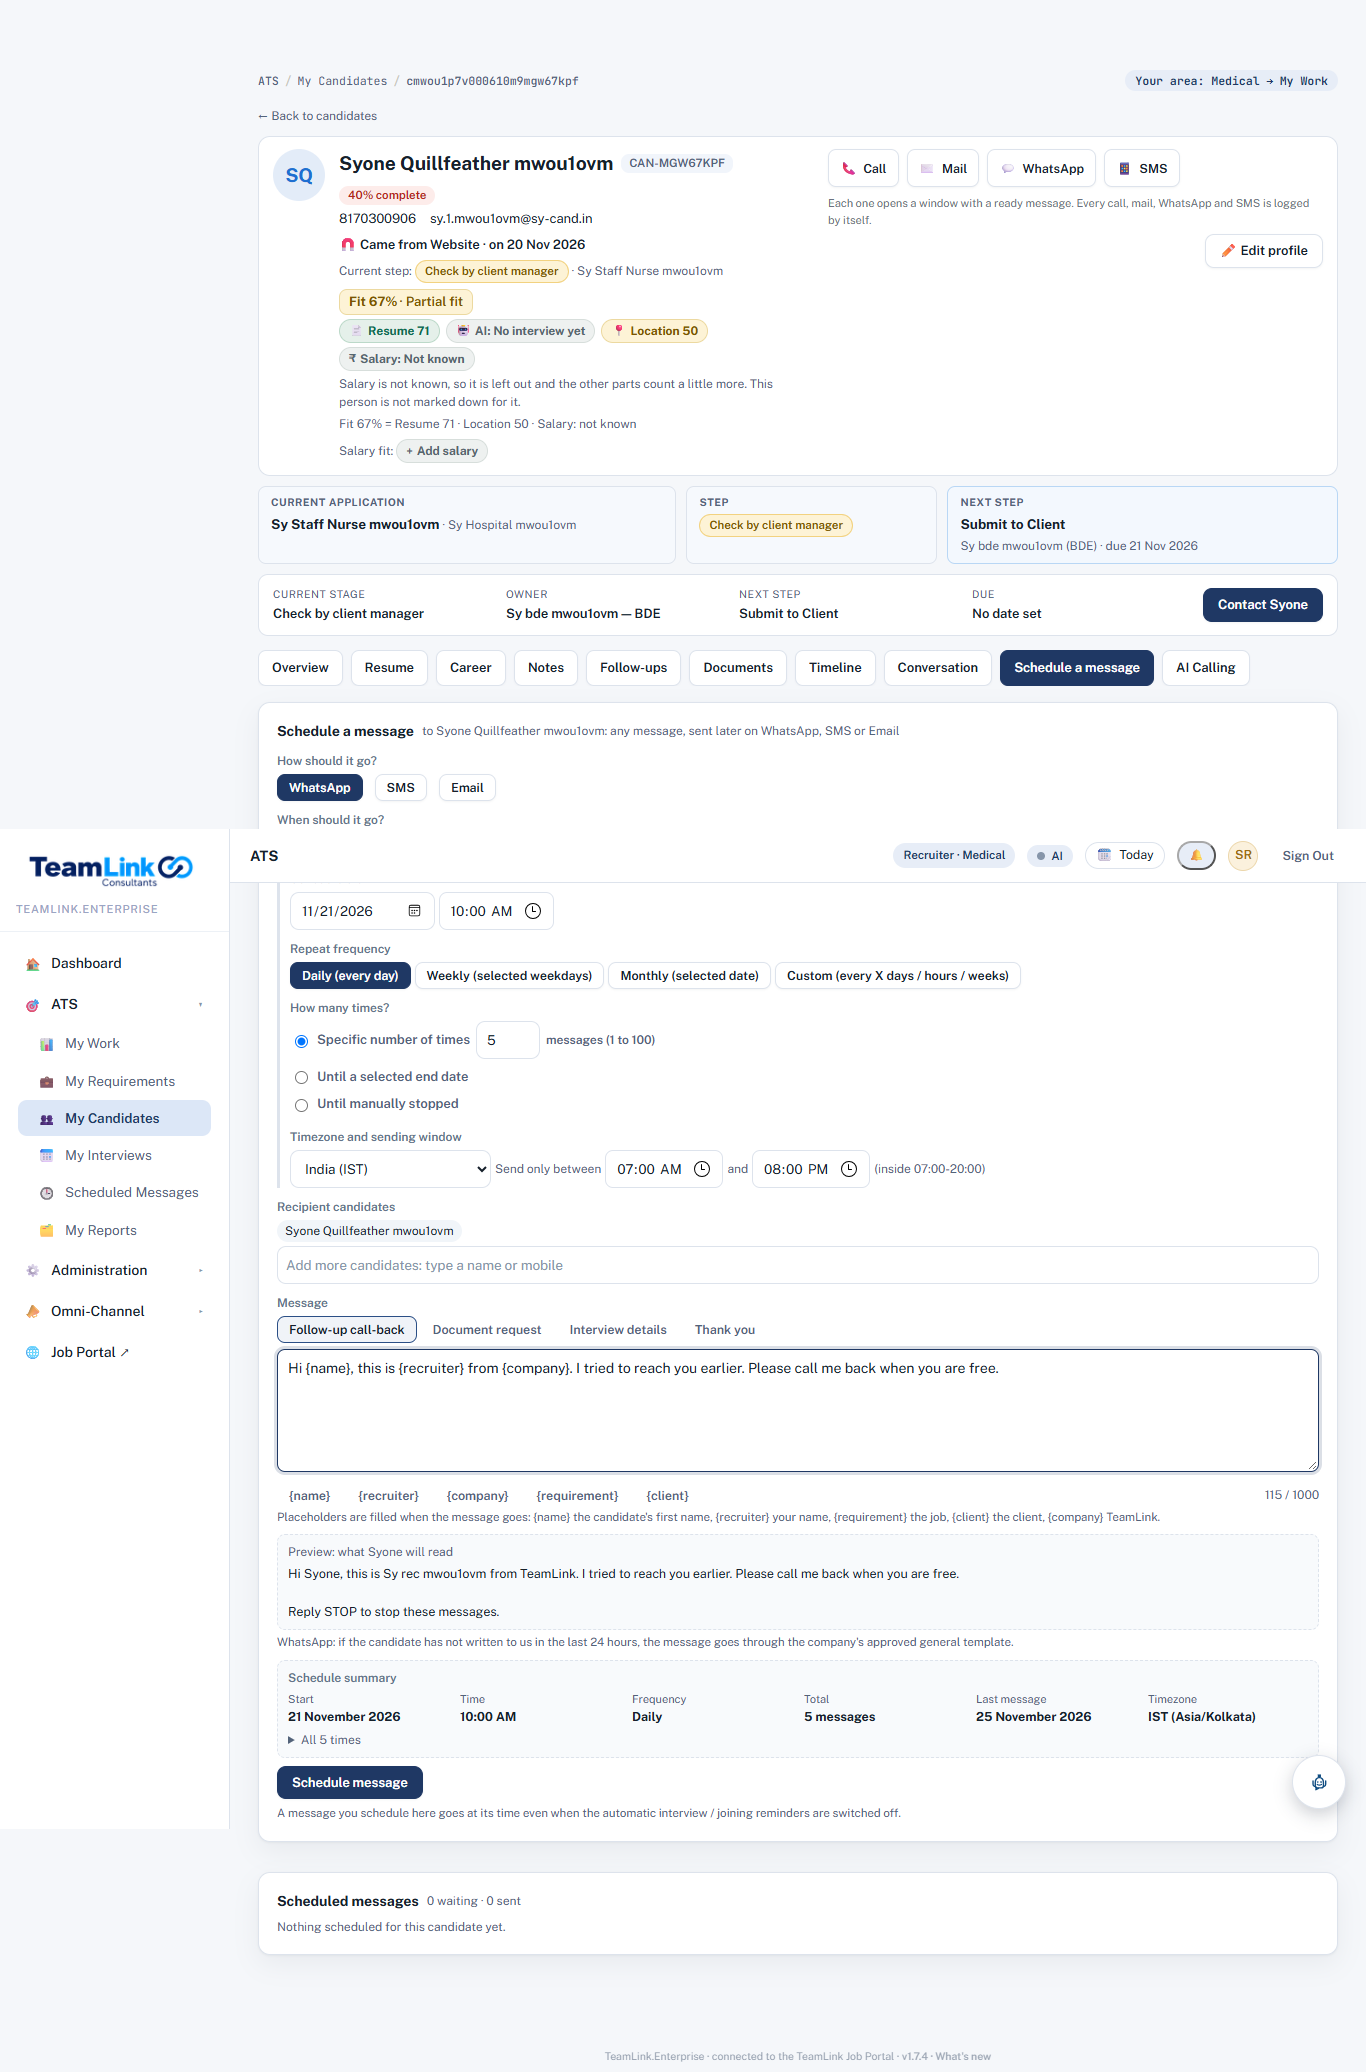 ATS / My Candidates / cmwou1p7v000610m9mgw67kpf
Your area: Medical → My Work
← Back to candidates
SQ
Syone Quillfeather mwou1ovm CAN-MGW67KPF
40% complete
8170300906 sy.1.mwou1ovm@sy-cand.in
Came from Website · on 20 Nov 2026
Current step: Check by client manager · Sy Staff Nurse mwou1ovm
Fit 67% · Partial fit
Resume 71 AI: No interview yet Location 50
₹ Salary: Not known
Salary is not known, so it is left out and the other parts count a little more. This
person is not marked down for it.
Fit 67% = Resume 71 · Location 50 · Salary: not known
Salary fit: + Add salary
Call Mail WhatsApp SMS
Each one opens a window with a ready message. Every call, mail, WhatsApp and SMS is logged
by itself.
Edit profile
CURRENT APPLICATION
Sy Staff Nurse mwou1ovm · Sy Hospital mwou1ovm
STEP
Check by client manager
NEXT STEP
Submit to Client
Sy bde mwou1ovm (BDE) · due 21 Nov 2026
CURRENT STAGE
Check by client manager
OWNER
Sy bde mwou1ovm — BDE
NEXT STEP
Submit to Client
DUE
No date set
Contact Syone
Overview Resume Career Notes Follow-ups Documents Timeline Conversation Schedule a message AI Calling
Schedule a message to Syone Quillfeather mwou1ovm: any message, sent later on WhatsApp, SMS or Email
How should it go?
WhatsApp SMS Email
When should it go?
TeamLink
Consultants
TEAMLINK.ENTERPRISE
ATS
Recruiter · Medical AI Today SR Sign Out
Dashboard
ATS
My Work
My Requirements
My Candidates
My Interviews
Scheduled Messages
My Reports
Administration
Omni-Channel
Job Portal ↗
11/21/2026 10:00 AM
Repeat frequency
Daily (every day) Weekly (selected weekdays) Monthly (selected date) Custom (every X days / hours / weeks)
How many times?
Specific number of times 5 messages (1 to 100)
Until a selected end date
Until manually stopped
Timezone and sending window
India (IST) Send only between 07:00 AM and 08:00 PM (inside 07:00-20:00)
Recipient candidates
Syone Quillfeather mwou1ovm
Add more candidates: type a name or mobile
Message
Follow-up call-back Document request Interview details Thank you
Hi {name}, this is {recruiter} from {company}. I tried to reach you earlier. Please call me back when you are free.
{name} {recruiter} {company} {requirement} {client} 115 / 1000
Placeholders are filled when the message goes: {name} the candidate's first name, {recruiter} your name, {requirement} the job, {client} the client, {company} TeamLink.
Preview: what Syone will read
Hi Syone, this is Sy rec mwou1ovm from TeamLink. I tried to reach you earlier. Please call me back when you are free.
Reply STOP to stop these messages.
WhatsApp: if the candidate has not written to us in the last 24 hours, the message goes through the company's approved general template.
Schedule summary
Start Time Frequency Total Last message Timezone
21 November 2026 10:00 AM Daily 5 messages 25 November 2026 IST (Asia/Kolkata)
▶ All 5 times
Schedule message
A message you schedule here goes at its time even when the automatic interview / joining reminders are switched off.
Scheduled messages 0 waiting · 0 sent
Nothing scheduled for this candidate yet.
TeamLink.Enterprise · connected to the TeamLink Job Portal · v1.7.4 · What's new